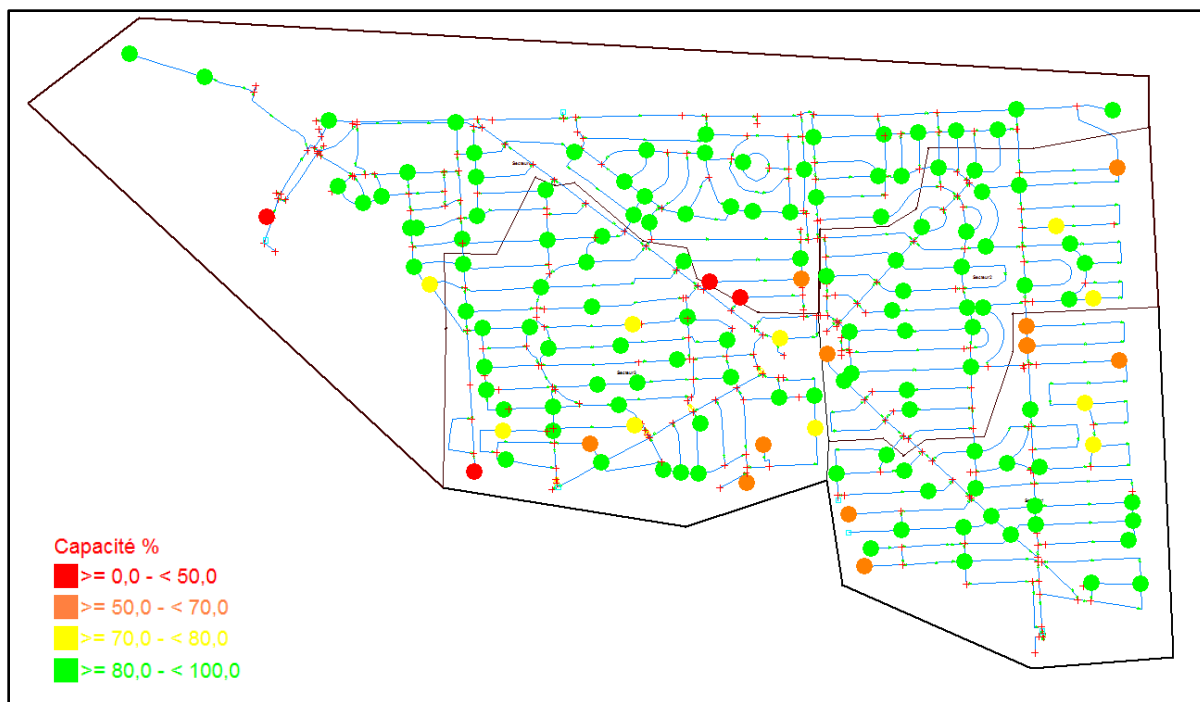 Capacité %
>= 0,0 - < 50,0
>= 50,0 - < 70,0
>= 70,0 - < 80,0
>= 80,0 - < 100,0